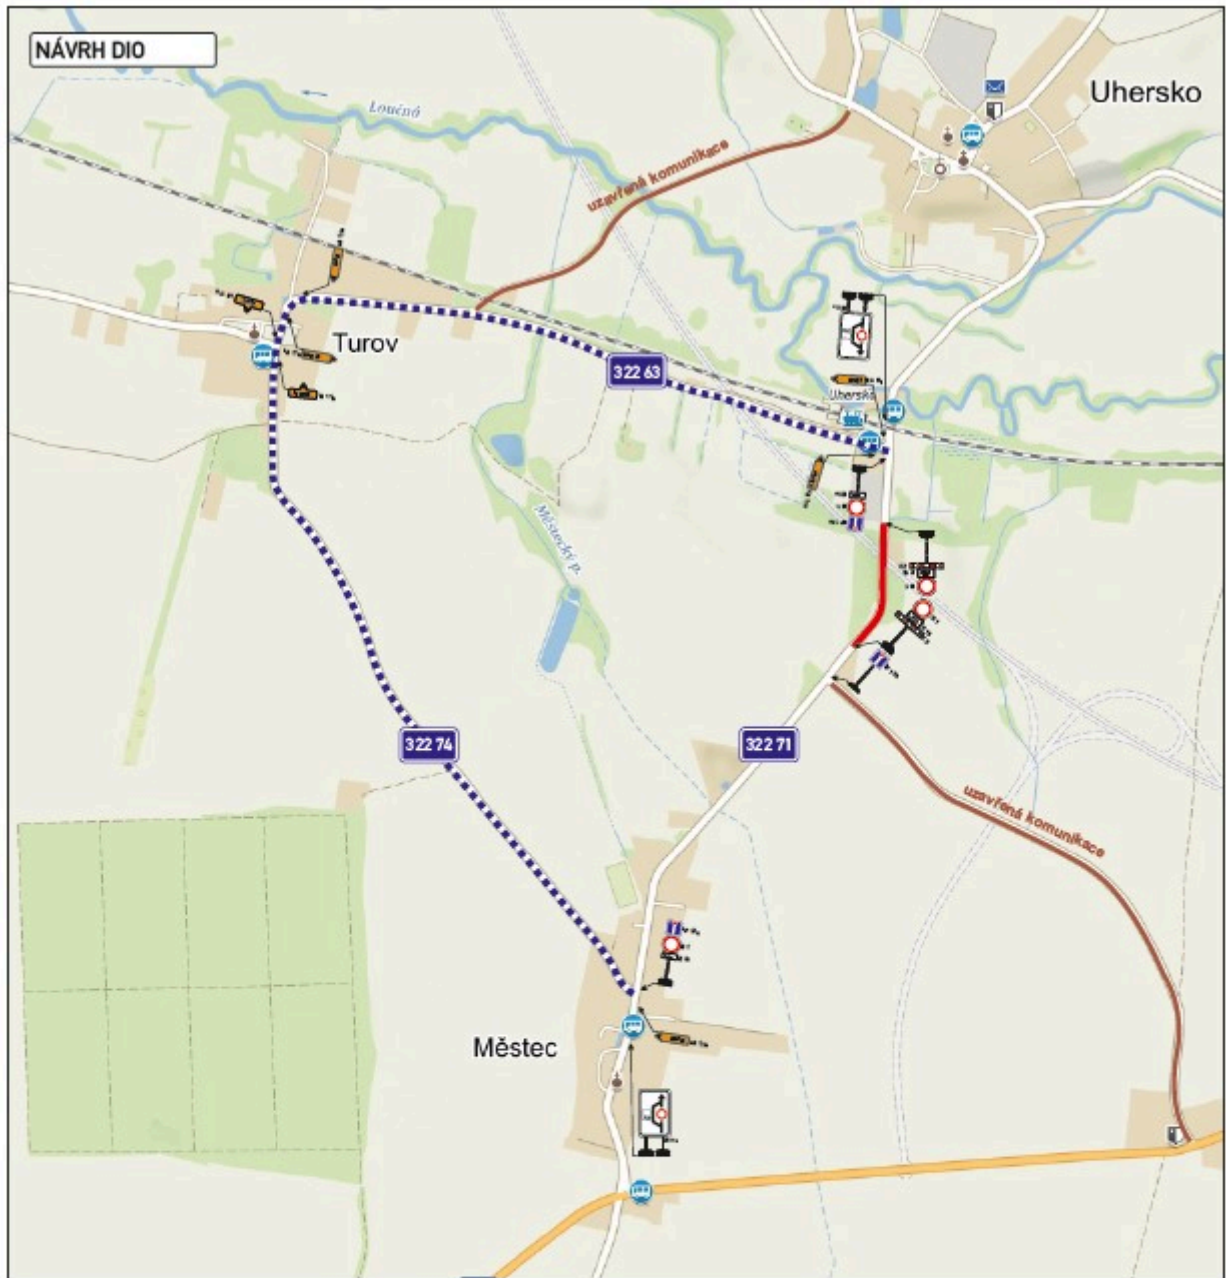 NÁVRH DIO
Uhersko
Loučná
uzavřená komunikace
Turov
322 63
Uhersko
Městecký p.
322 74
322 71
uzavřená komunikace
Městec